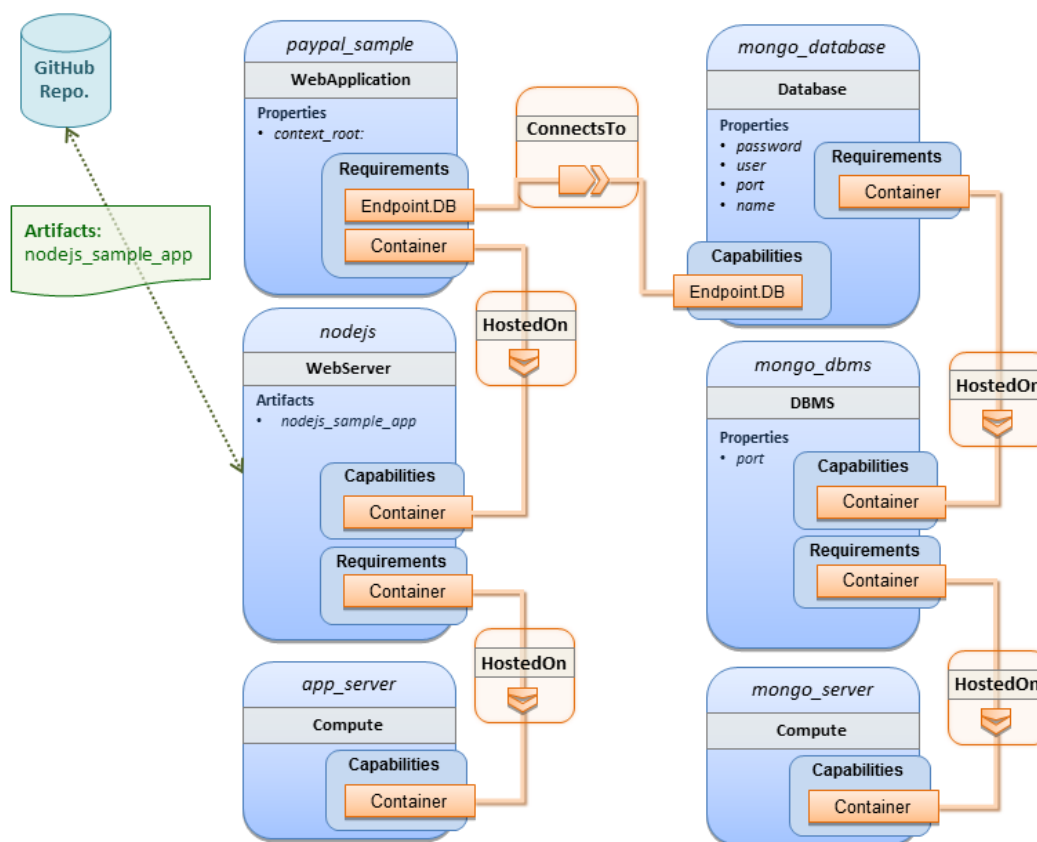 GitHub
Repo.
Artifacts:
nodejs_sample_app
paypal_sample
WebApplication
Properties
• context_root:
Requirements
Endpoint.DB
Container
ConnectsTo
HostedOn
nodejs
WebServer
Artifacts
• nodejs_sample_app
Capabilities
Container
Requirements
Container
HostedOn
app_server
Compute
Capabilities
Container
mongo_database
Database
Properties
• password
• user
• port
• name
Requirements
Container
Capabilities
Endpoint.DB
HostedOn
mongo_dbms
DBMS
Properties
• port
Capabilities
Container
Requirements
Container
HostedOn
mongo_server
Compute
Capabilities
Container